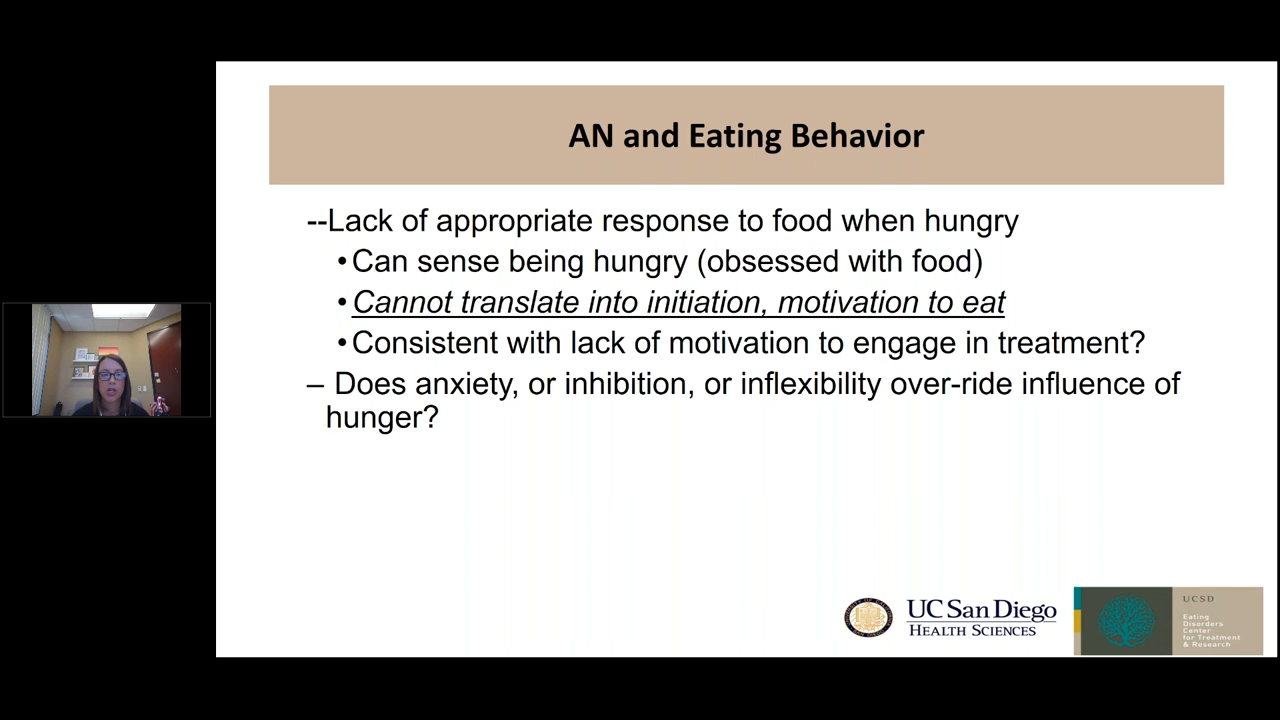 AN and Eating Behavior
--Lack of appropriate response to food when hungry
•Can sense being hungry (obsessed with food)
•Cannot translate into initiation, motivation to eat
•Consistent with lack of motivation to engage in treatment?
– Does anxiety, or inhibition, or inflexibility over-ride influence of
hunger?
UC San Diego
HEALTH SCIENCES
UCSD
Eating
Disorders
Center
for Treatment
& Research